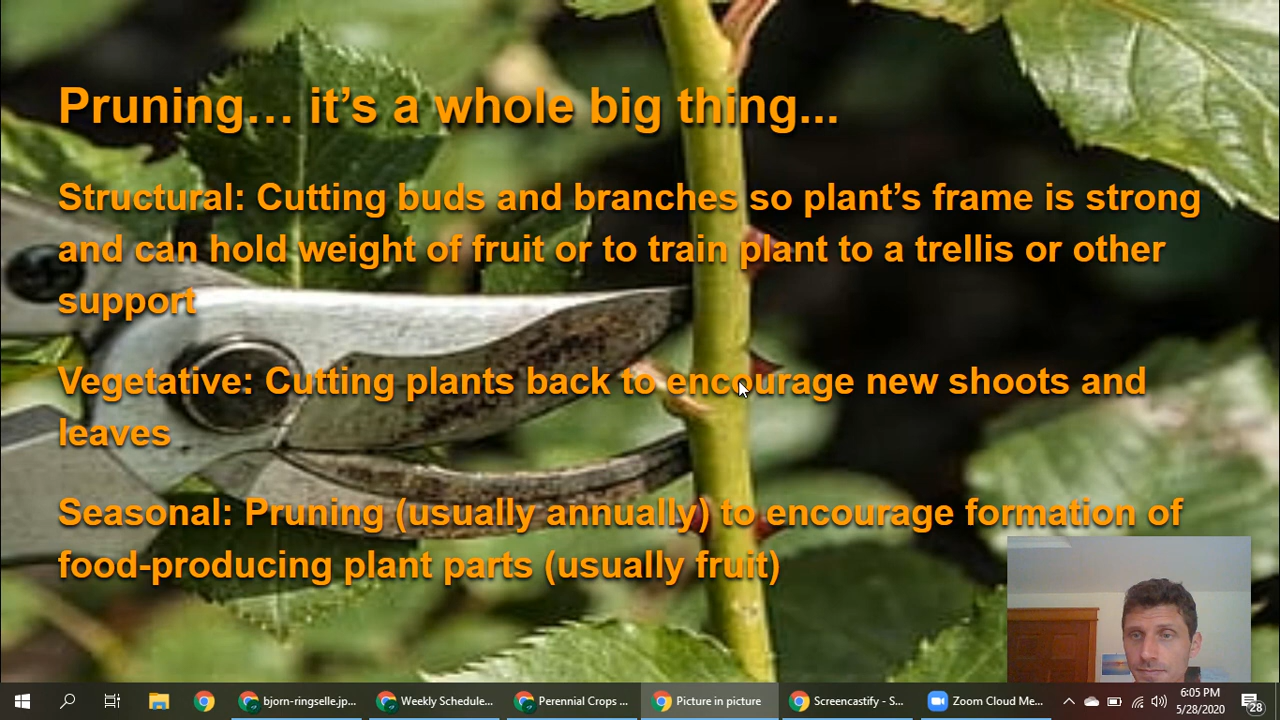 Pruning… it’s a whole big thing...
Structural: Cutting buds and branches so plant’s frame is strong
and can hold weight of fruit or to train plant to a trellis or other
support
Vegetative: Cutting plants back to encourage new shoots and
leaves
Seasonal: Pruning (usually annually) to encourage formation of
food-producing plant parts (usually fruit)
bjorn-ringselle.jp... Weekly Schedule... Perennial Crops ... Picture in picture Screencastify - S... Zoom Cloud Me... 6:05 PM
5/28/2020 28